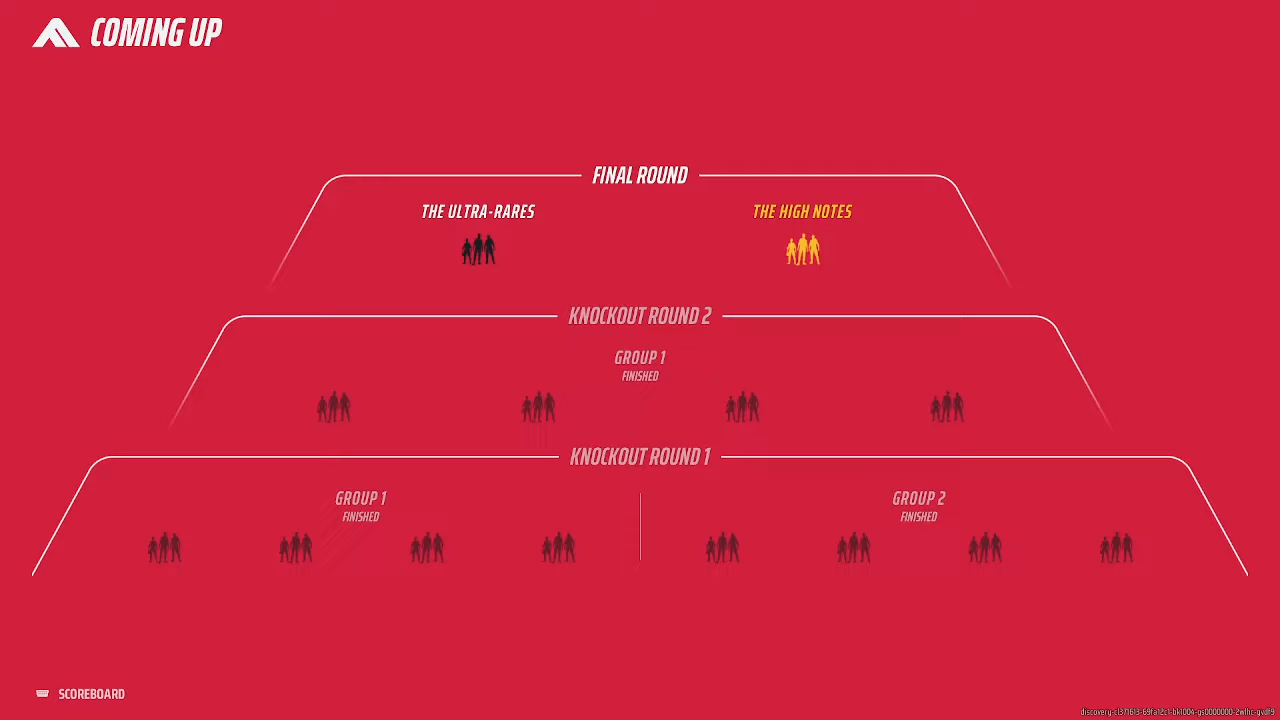 COMING UP
FINAL ROUND
THE ULTRA-RARES
THE HIGH NOTES
KNOCKOUT ROUND 2
GROUP 1
FINISHED
KNOCKOUT ROUND 1
GROUP 1
FINISHED
GROUP 2
FINISHED
SCOREBOARD